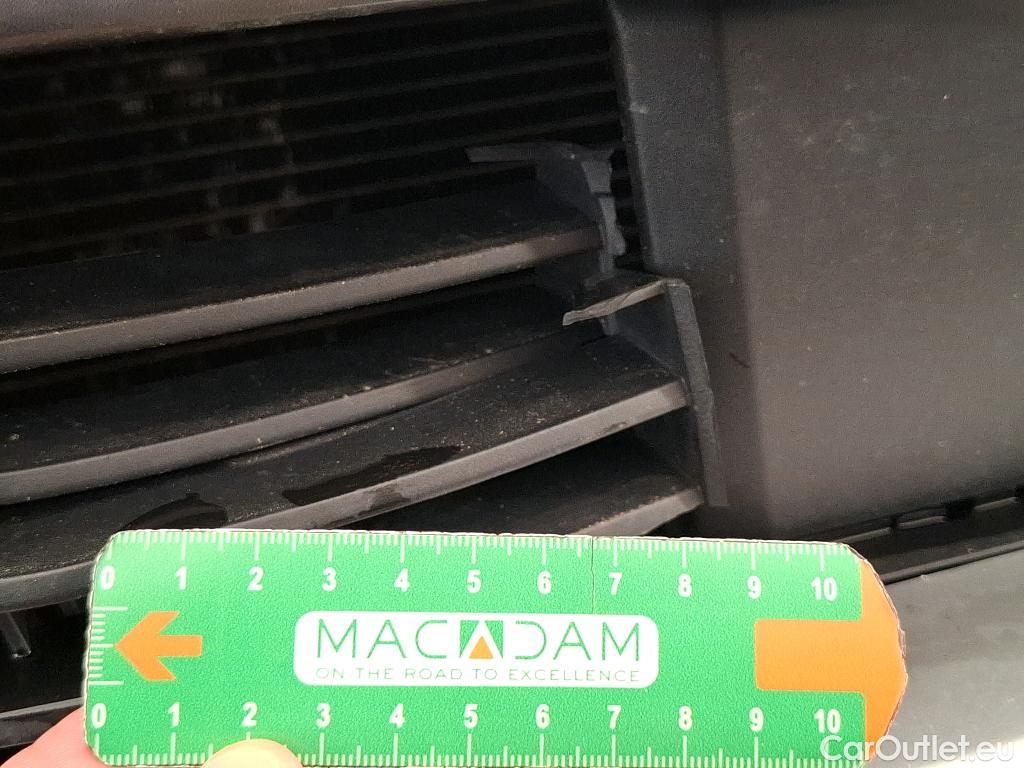 0 1 2 3 4 5 6 7 8 9 10
MACADAM
ON THE ROAD TO EXCELLENCE
0 1 2 3 4 5 6 7 8 9 10
CarOutlet.eu